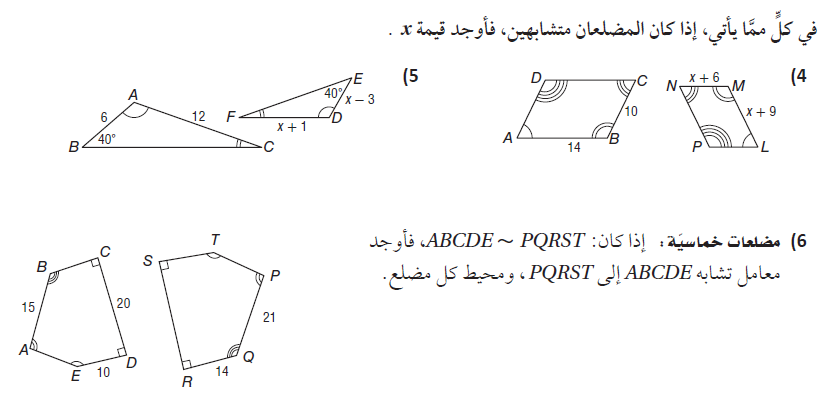 في كلٍّ ممَّا يأتي، إذا كان المضلعان متشابهين، فأوجد قيمة x .
(4
D
C
10
A
14
B
N
x + 6
M
x + 9
P
L
(5
A
6
12
B
40°
C
E
40°
x − 3
F
x + 1
D
(6 مضلعات خماسيّة : إذا كان: ABCDE ~ PQRST، فأوجد
معامل تشابه ABCDE إلى PQRST ، ومحيط كل مضلع.
B
C
15
20
A
E
10
D
S
T
P
21
Q
14
R